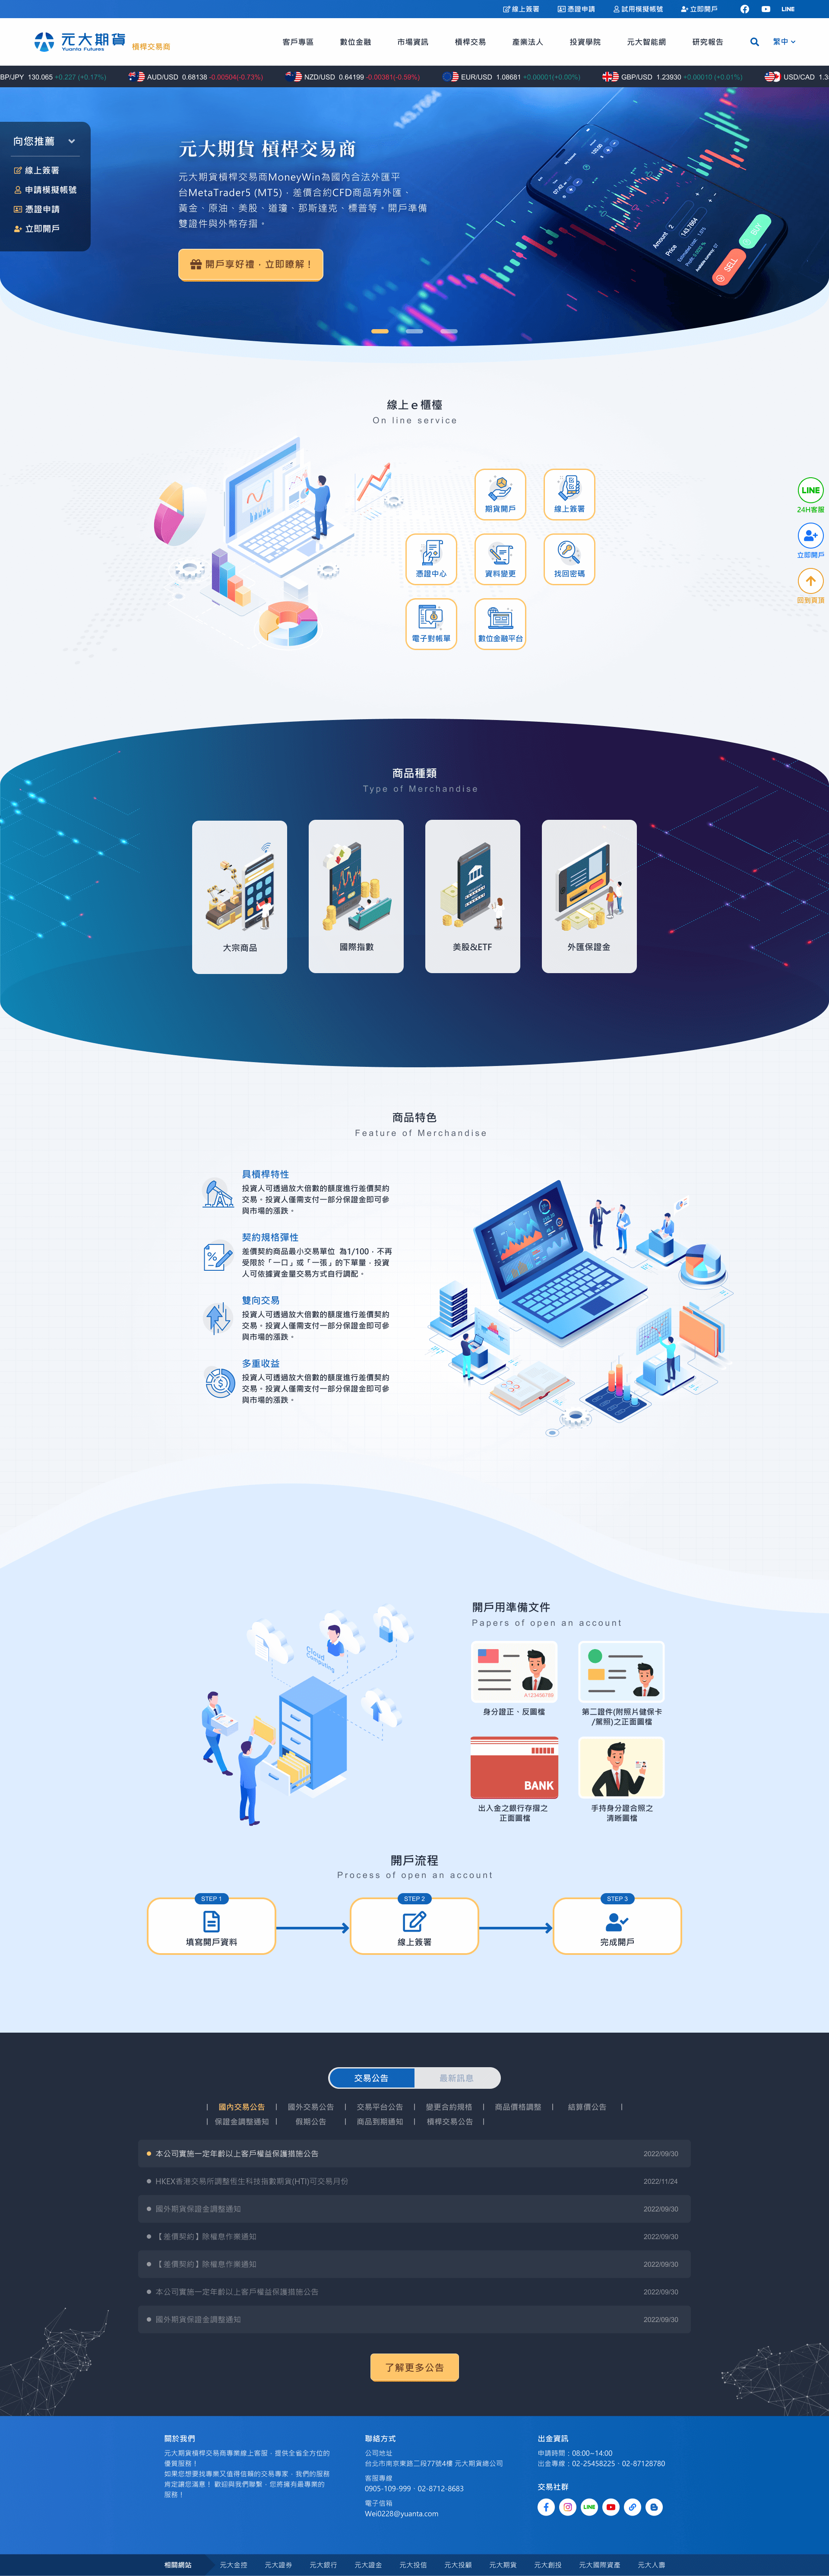 線上簽署 憑證申請 試用模擬帳號 立即開戶 LINE
元大期貨 Yuanta Futures 槓桿交易商
客戶專區 數位金融 市場資訊 槓桿交易 產業法人 投資學院 元大智能網 研究報告 繁中
BP/JPY 130.065 +0.227 (+0.17%) AUD/USD 0.68138 -0.00504(-0.73%) NZD/USD 0.64199 -0.00381(-0.59%) EUR/USD 1.08681 +0.00001(+0.00%) GBP/USD 1.23930 +0.00010 (+0.01%) USD/CAD 1.3
向您推薦
線上簽署
申請模擬帳號
憑證申請
立即開戶
元大期貨 槓桿交易商
元大期貨槓桿交易商MoneyWin為國內合法外匯平
台MetaTrader5 (MT5)，差價合約CFD商品有外匯、
黃金、原油、美股、道瓊、那斯達克、標普等。開戶準備
雙證件與外幣存摺。
開戶享好禮，立即瞭解！
143.7664
Amount
Price 143.7664
SELL
BUY
線上ｅ櫃檯
On line service
期貨開戶 線上簽署
憑證中心 資料變更 找回密碼
電子對帳單 數位金融平台
LINE
24H客服
立即開戶
回到頁頂
商品種類
Type of Merchandise
大宗商品 國際指數 美股&ETF 外匯保證金
商品特色
Feature of Merchandise
具槓桿特性
投資人可透過放大倍數的額度進行差價契約
交易。投資人僅需支付一部分保證金即可參
與市場的漲跌。
契約規格彈性
差價契約商品最小交易單位 為1/100，不再
受限於「一口」或「一張」的下單量，投資
人可依據資金量交易方式自行調配。
雙向交易
投資人可透過放大倍數的額度進行差價契約
交易。投資人僅需支付一部分保證金即可參
與市場的漲跌。
多重收益
投資人可透過放大倍數的額度進行差價契約
交易。投資人僅需支付一部分保證金即可參
與市場的漲跌。
Cloud Computing
開戶用準備文件
Papers of open an account
A123456789
身分證正、反圖檔
第二證件(附照片健保卡
/駕照)之正面圖檔
BANK
出入金之銀行存摺之
正面圖檔
手持身分證合照之
清晰圖檔
開戶流程
Process of open an account
STEP 1 STEP 2 STEP 3
填寫開戶資料 線上簽署 完成開戶
交易公告 最新訊息
| 國內交易公告 | 國外交易公告 | 交易平台公告 | 變更合約規格 | 商品價格調整 | 結算價公告 |
| 保證金調整通知 | 假期公告 | 商品到期通知 | 槓桿交易公告 |
本公司實施一定年齡以上客戶權益保護措施公告 2022/09/30
HKEX香港交易所調整恆生科技指數期貨(HTI)可交易月份 2022/11/24
國外期貨保證金調整通知 2022/09/30
【差價契約】除權息作業通知 2022/09/30
【差價契約】除權息作業通知 2022/09/30
本公司實施一定年齡以上客戶權益保護措施公告 2022/09/30
國外期貨保證金調整通知 2022/09/30
了解更多公告
關於我們
元大期貨槓桿交易商專業線上客服，提供全省全方位的
優質服務！
如果您想要找專業又值得信賴的交易專家，我們的服務
肯定讓您滿意！ 歡迎與我們聯繫，您將擁有最專業的
服務！
聯絡方式
公司地址
台北市南京東路二段77號4樓 元大期貨總公司
客服專線
0905-109-999、02-8712-8683
電子信箱
Wei0228@yuanta.com
出金資訊
申請時間：08:00~14:00
出金專線：02-25458225、02-87128780
交易社群
LINE
相關網站 元大金控 元大證券 元大銀行 元大證金 元大投信 元大投顧 元大期貨 元大創投 元大國際資產 元大人壽